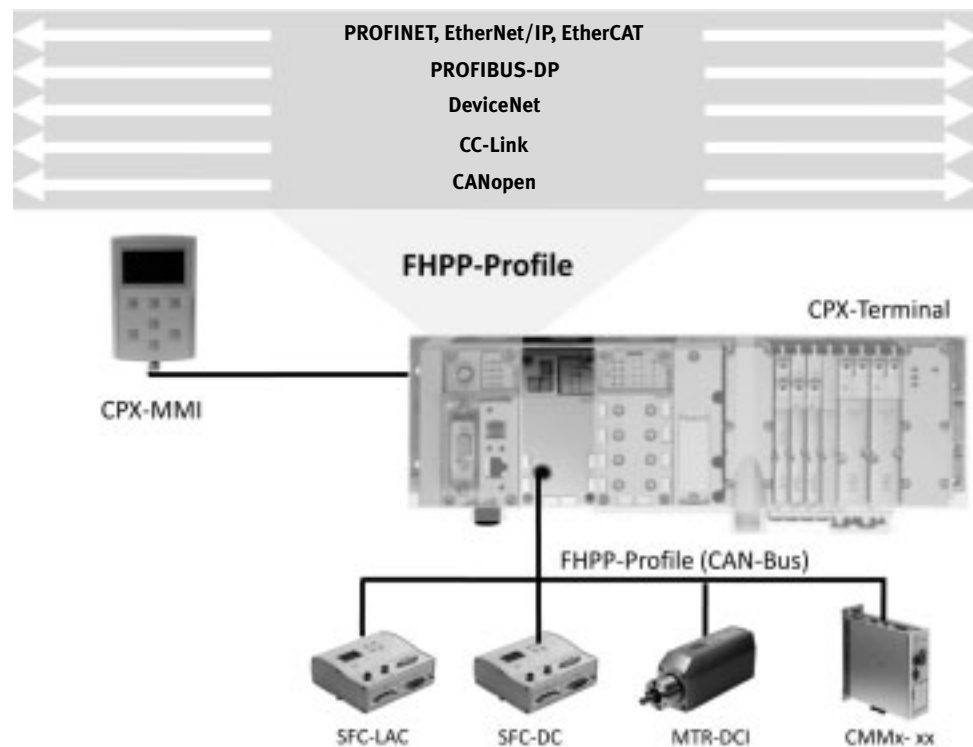 PROFINET, EtherNet/IP, EtherCAT
PROFIBUS-DP
DeviceNet
CC-Link
CANopen
FHPP-Profile
CPX-Terminal
CPX-MMI
FHPP-Profile (CAN-Bus)
SFC-LAC
SFC-DC
MTR-DCI
CMMx- xx